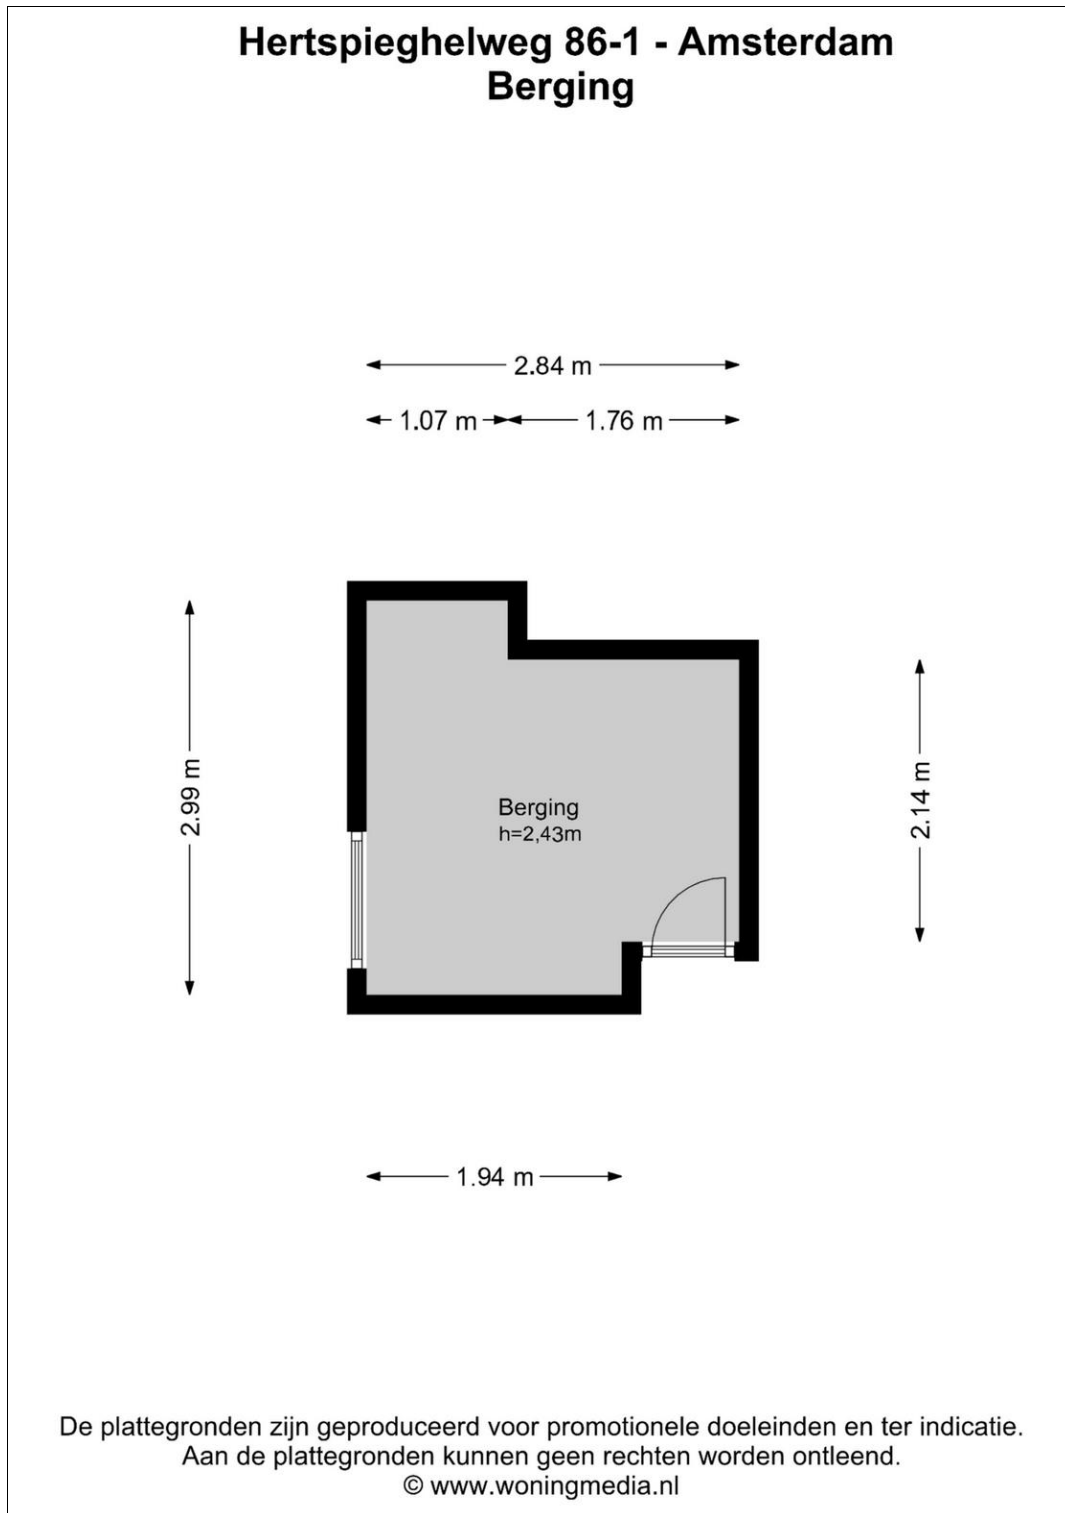 Hertspieghelweg 86-1 - Amsterdam
Berging
2.84 m
1.07 m
1.76 m
2.99 m
2.14 m
Berging
h=2,43m
1.94 m
De plattegronden zijn geproduceerd voor promotionele doeleinden en ter indicatie.
Aan de plattegronden kunnen geen rechten worden ontleend.
© www.woningmedia.nl